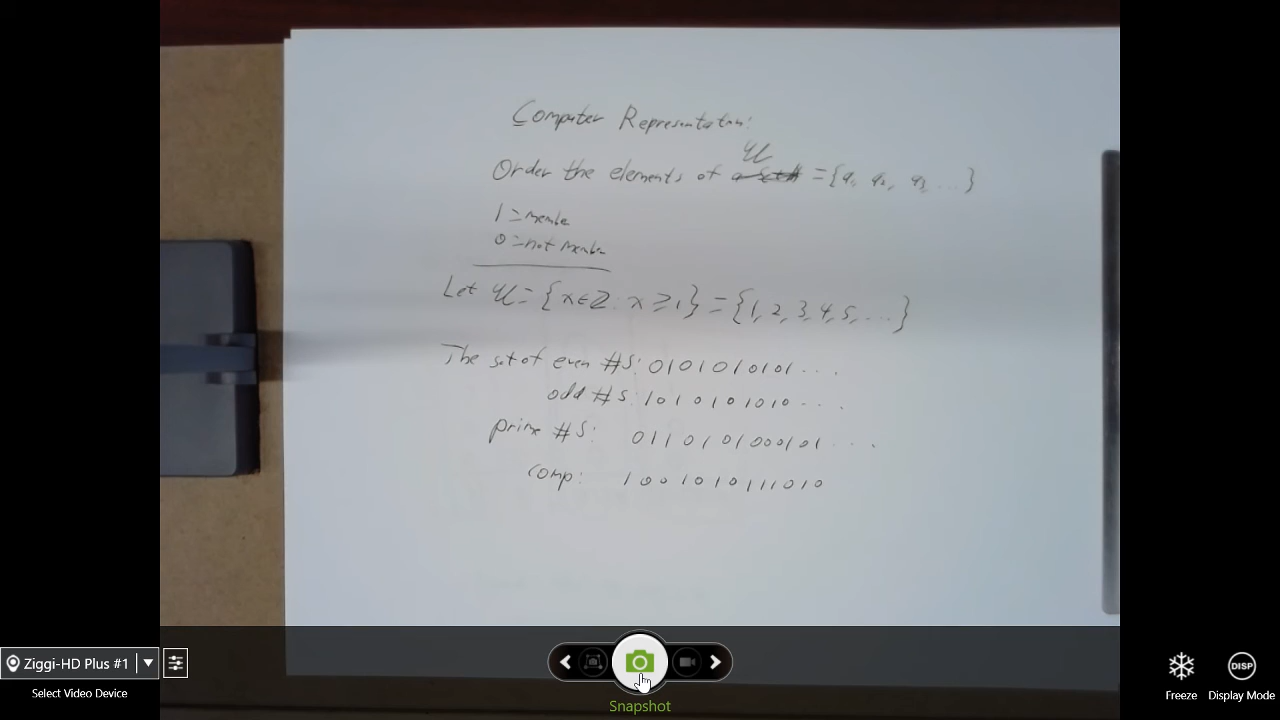 Computer Representation:
U
Order the elements of = {a₁, a₂, a₃ ... }
1 = member
0 = not member
Let U = {x ∈ Z : x ≥ 1} = {1, 2, 3, 4, 5, ... }
The set of even #s: 0101010101 ...
odd #s: 1010101010 ...
prime #s: 0110101000101 ...
comp: 1001010111010
Ziggi-HD Plus #1
Select Video Device
Snapshot
Freeze
DISP
Display Mode